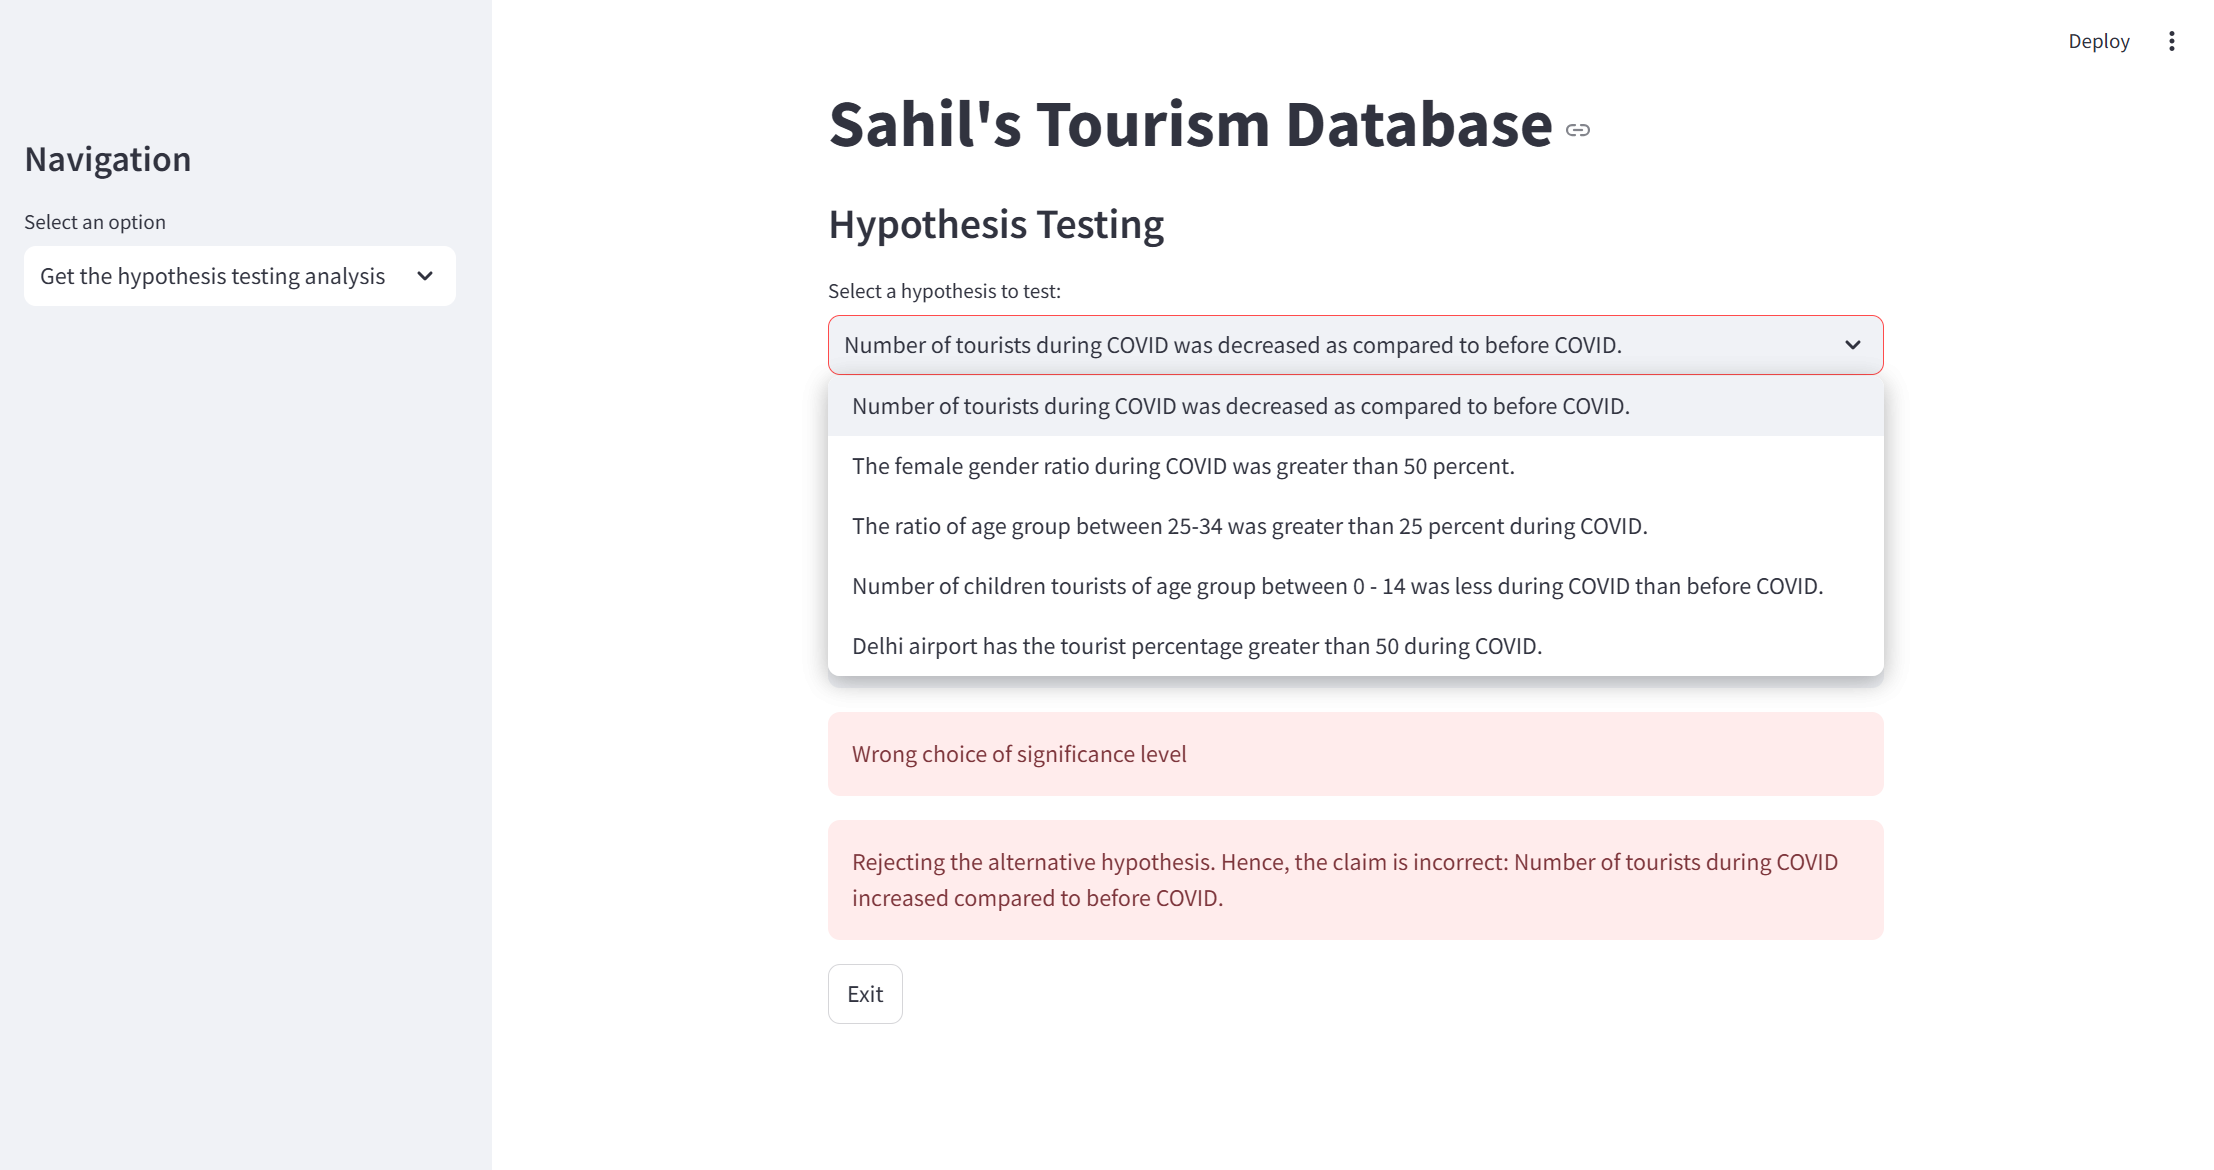 Deploy
Navigation
Select an option
Get the hypothesis testing analysis
Sahil's Tourism Database
Hypothesis Testing
Select a hypothesis to test:
Number of tourists during COVID was decreased as compared to before COVID.
Number of tourists during COVID was decreased as compared to before COVID.
The female gender ratio during COVID was greater than 50 percent.
The ratio of age group between 25-34 was greater than 25 percent during COVID.
Number of children tourists of age group between 0 - 14 was less during COVID than before COVID.
Delhi airport has the tourist percentage greater than 50 during COVID.
Wrong choice of significance level
Rejecting the alternative hypothesis. Hence, the claim is incorrect: Number of tourists during COVID
increased compared to before COVID.
Exit